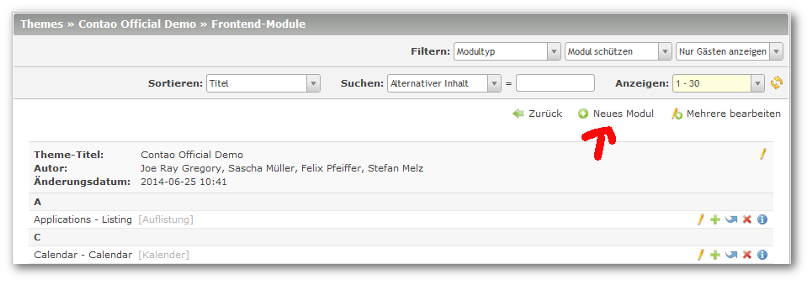 Themes » Contao Official Demo » Frontend-Module
Filtern: Modultyp Modul schützen Nur Gästen anzeigen
Sortieren: Titel Suchen: Alternativer Inhalt = Anzeigen: 1 - 30
Zurück Neues Modul Mehrere bearbeiten
Theme-Titel: Contao Official Demo
Autor: Joe Ray Gregory, Sascha Müller, Felix Pfeiffer, Stefan Melz
Änderungsdatum: 2014-06-25 10:41
A
Applications - Listing [Auflistung]
C
Calendar - Calendar [Kalender]